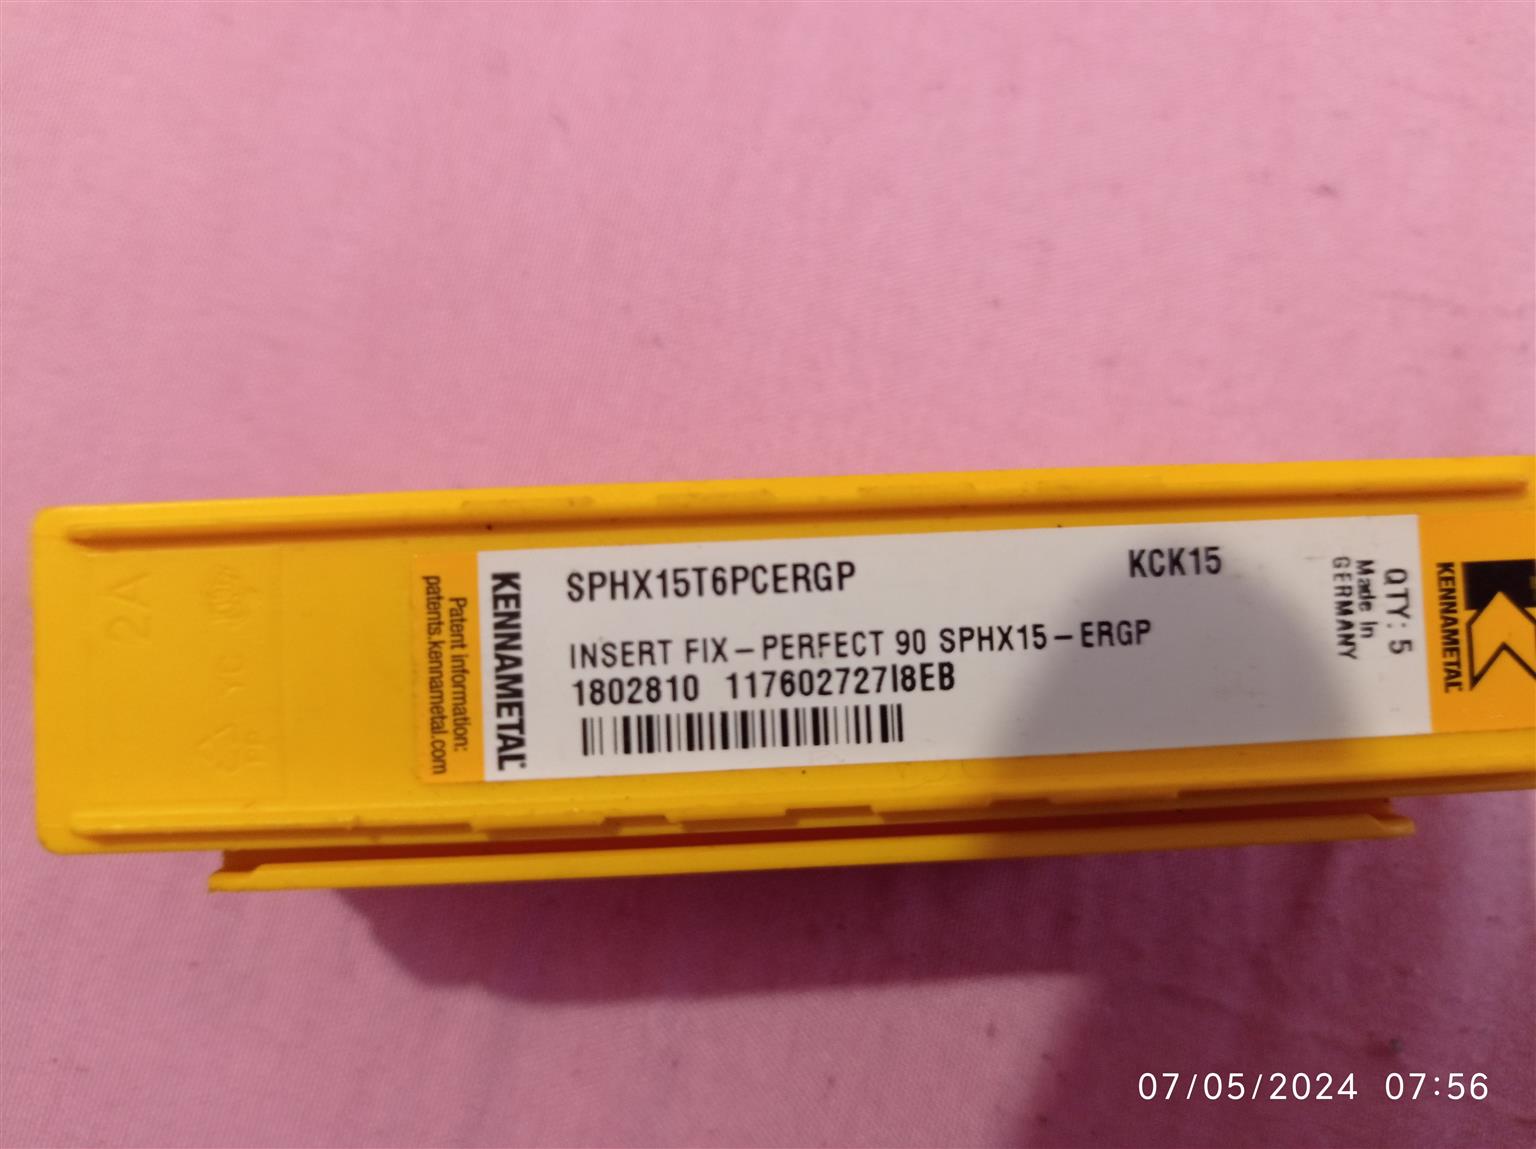 SPHX15T6PCERGP KCK15
INSERT FIX-PERFECT 90 SPHX15-ERGP
1802810 117602727I8EB
KENNAMETAL
Patent information:
patents.kennametal.com
QTY: 5
Made In
GERMANY
KENNAMETAL
2A
07/05/2024 07:56